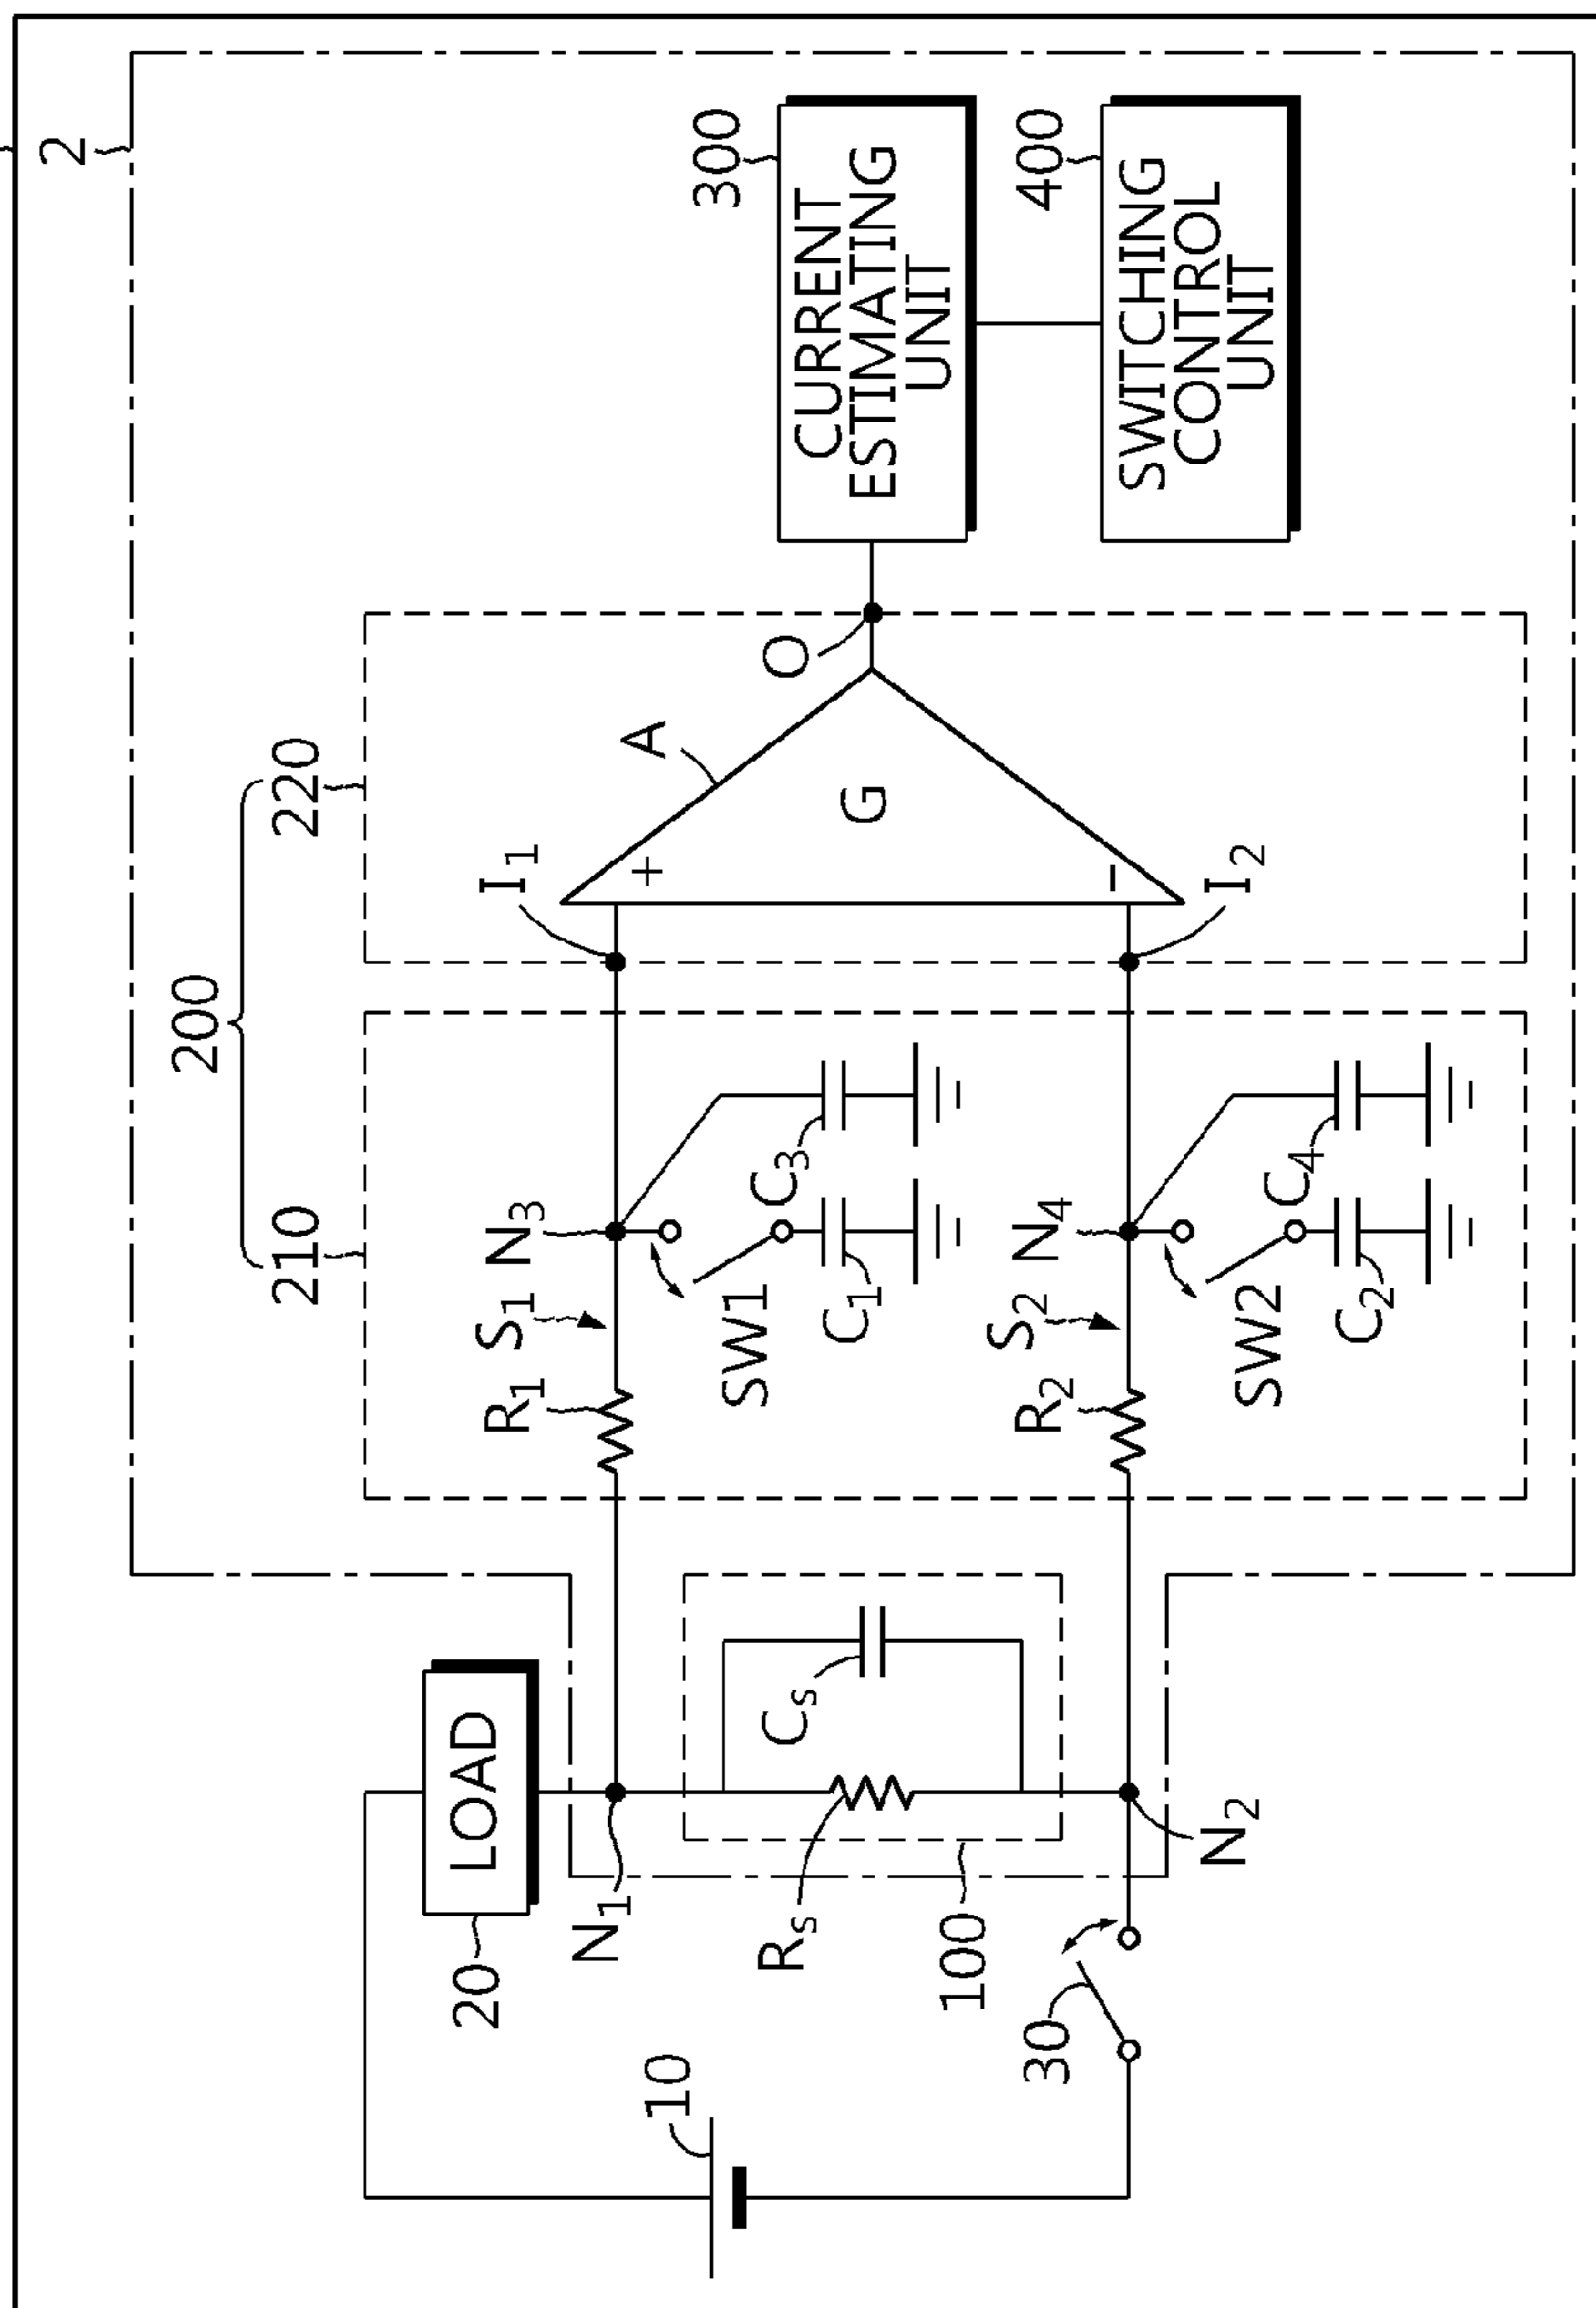 2
200
210
220
300
CURRENT
ESTIMATING
UNIT
400
SWITCHING
CONTROL
UNIT
O
A
G
+
−
I1
I2
N3
S1
R1
SW1
C1
C3
N4
S2
R2
SW2
C2
C4
LOAD
20
N1
Cs
Rs
100
N2
30
10